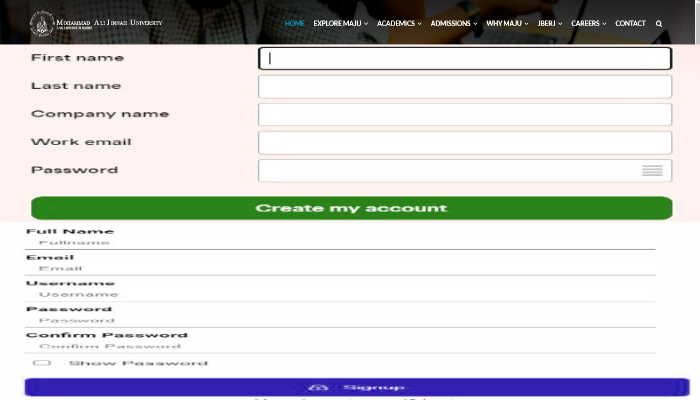 Mohammad Ali Jinnah University
HOME EXPLORE MAJU ACADEMICS ADMISSIONS WHY MAJU JBERJ CAREERS CONTACT
First name
Last name
Company name
Work email
Password
Create my account
Full Name
Fullname
Email
Email
Username
Username
Password
Password
Confirm Password
Confirm Password
Show Password
Signup